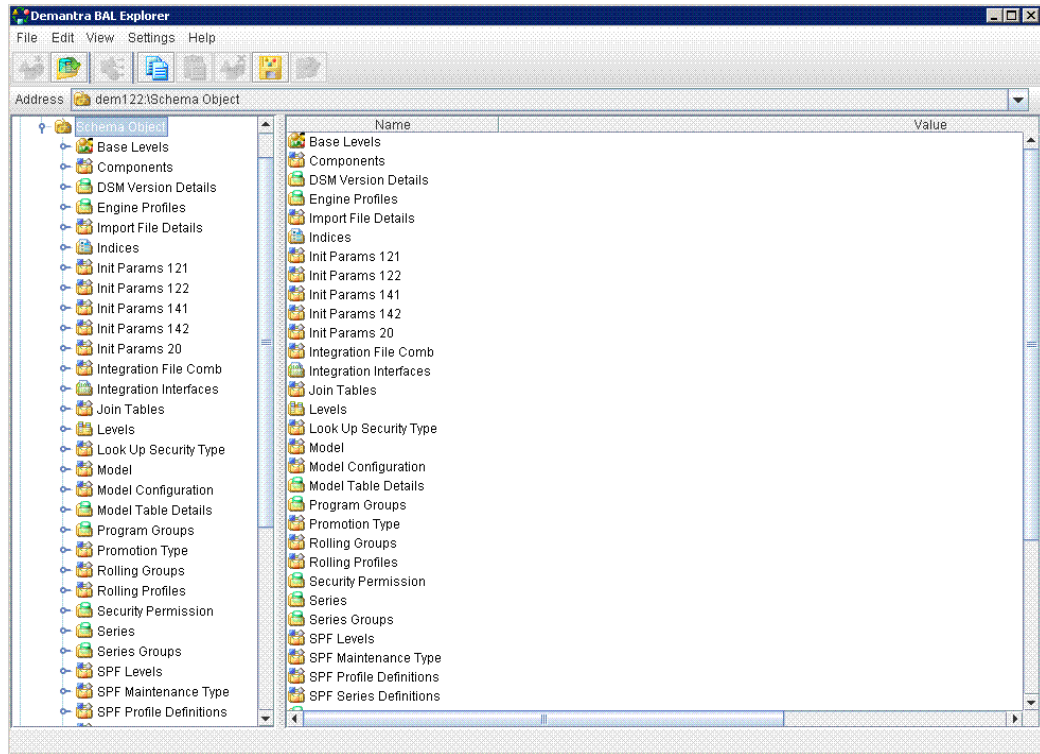 Demantra BAL Explorer
File Edit View Settings Help
Address dem122:\Schema Object
Schema Object
Base Levels
Components
DSM Version Details
Engine Profiles
Import File Details
Indices
Init Params 121
Init Params 122
Init Params 141
Init Params 142
Init Params 20
Integration File Comb
Integration Interfaces
Join Tables
Levels
Look Up Security Type
Model
Model Configuration
Model Table Details
Program Groups
Promotion Type
Rolling Groups
Rolling Profiles
Security Permission
Series
Series Groups
SPF Levels
SPF Maintenance Type
SPF Profile Definitions
Name Value
Base Levels
Components
DSM Version Details
Engine Profiles
Import File Details
Indices
Init Params 121
Init Params 122
Init Params 141
Init Params 142
Init Params 20
Integration File Comb
Integration Interfaces
Join Tables
Levels
Look Up Security Type
Model
Model Configuration
Model Table Details
Program Groups
Promotion Type
Rolling Groups
Rolling Profiles
Security Permission
Series
Series Groups
SPF Levels
SPF Maintenance Type
SPF Profile Definitions
SPF Series Definitions